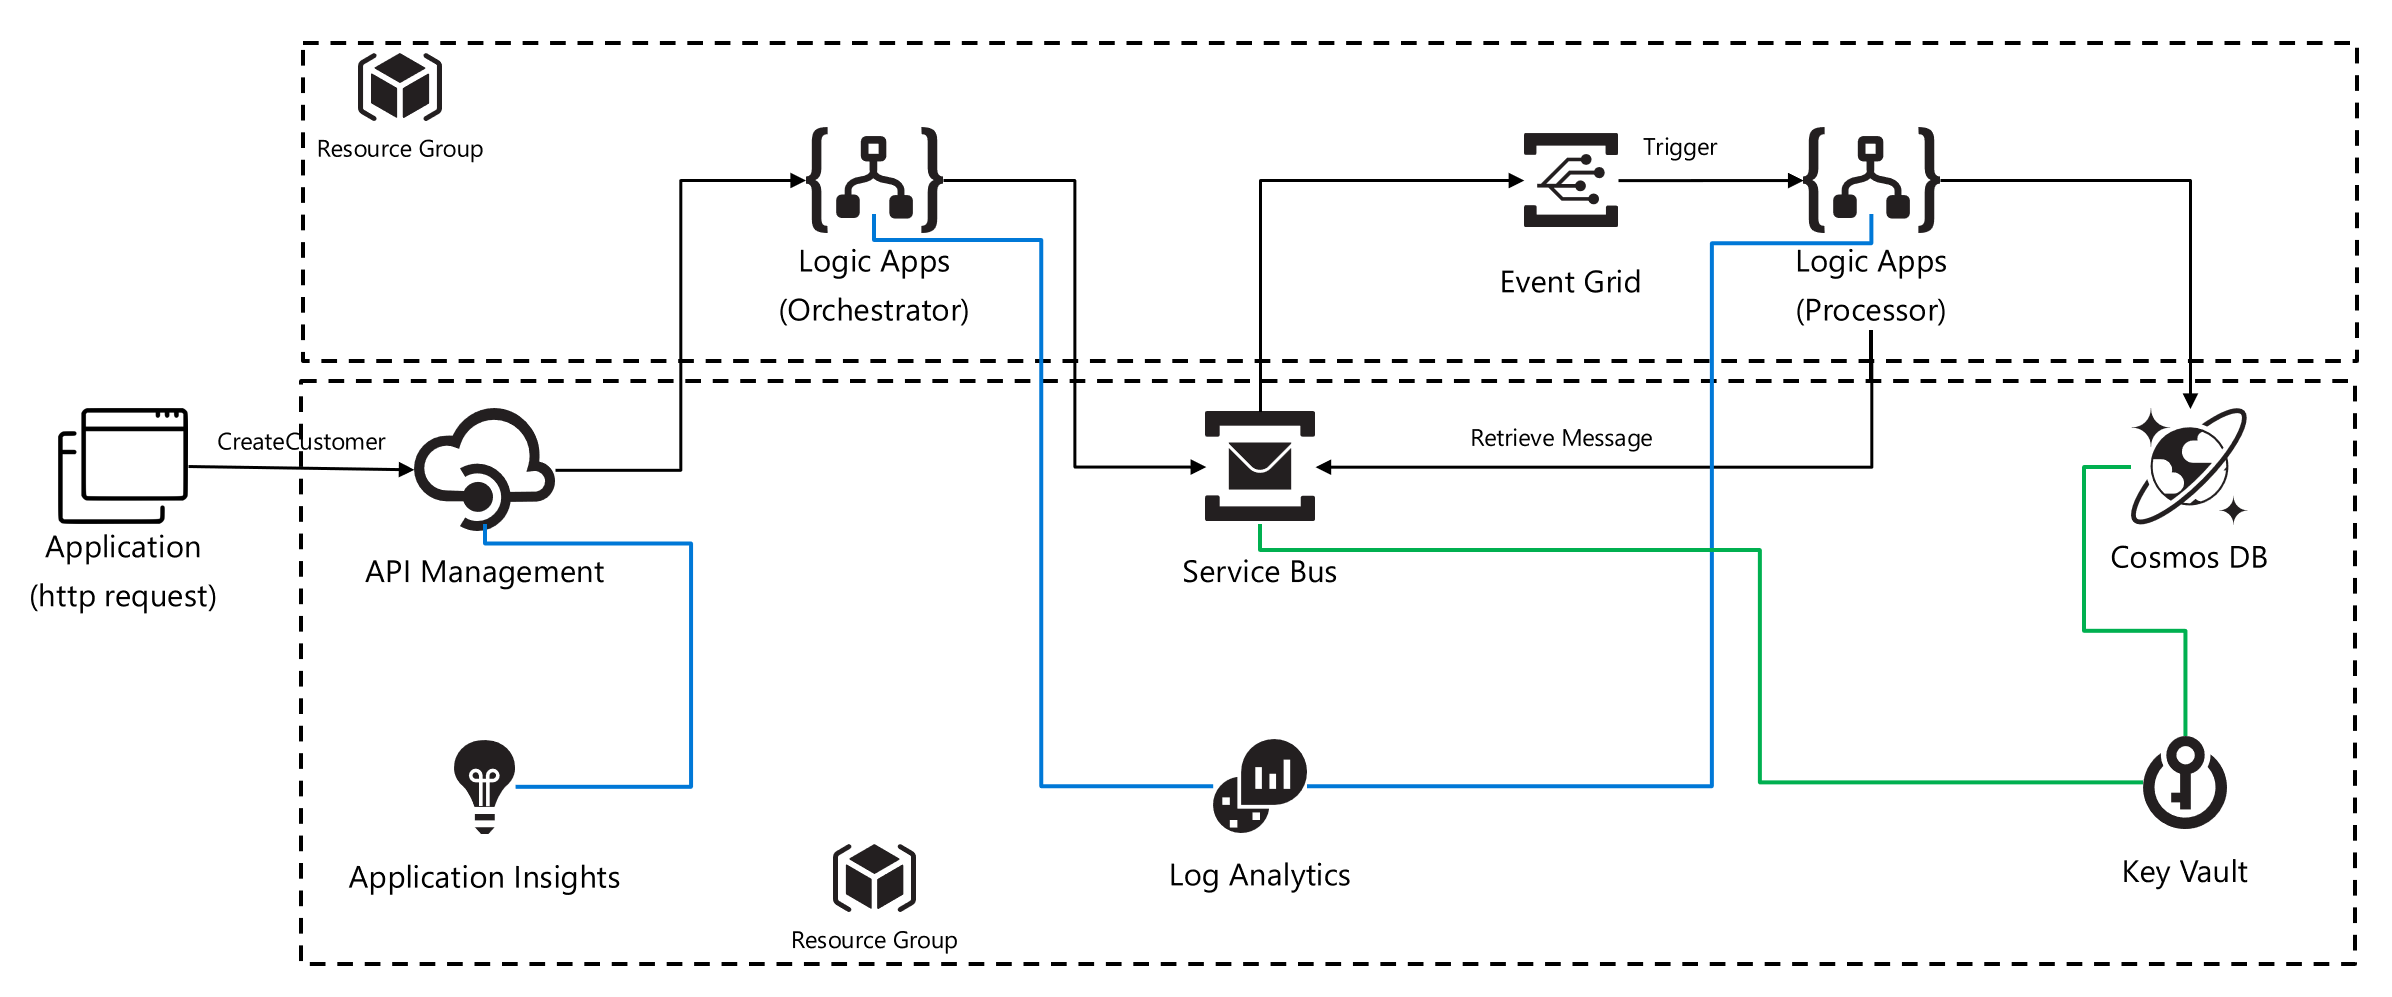 Resource Group
Trigger
Logic Apps
(Orchestrator)
Event Grid
Logic Apps
(Processor)
CreateCustomer
Retrieve Message
Application
(http request)
API Management
Service Bus
Cosmos DB
Application Insights
Log Analytics
Key Vault
Resource Group